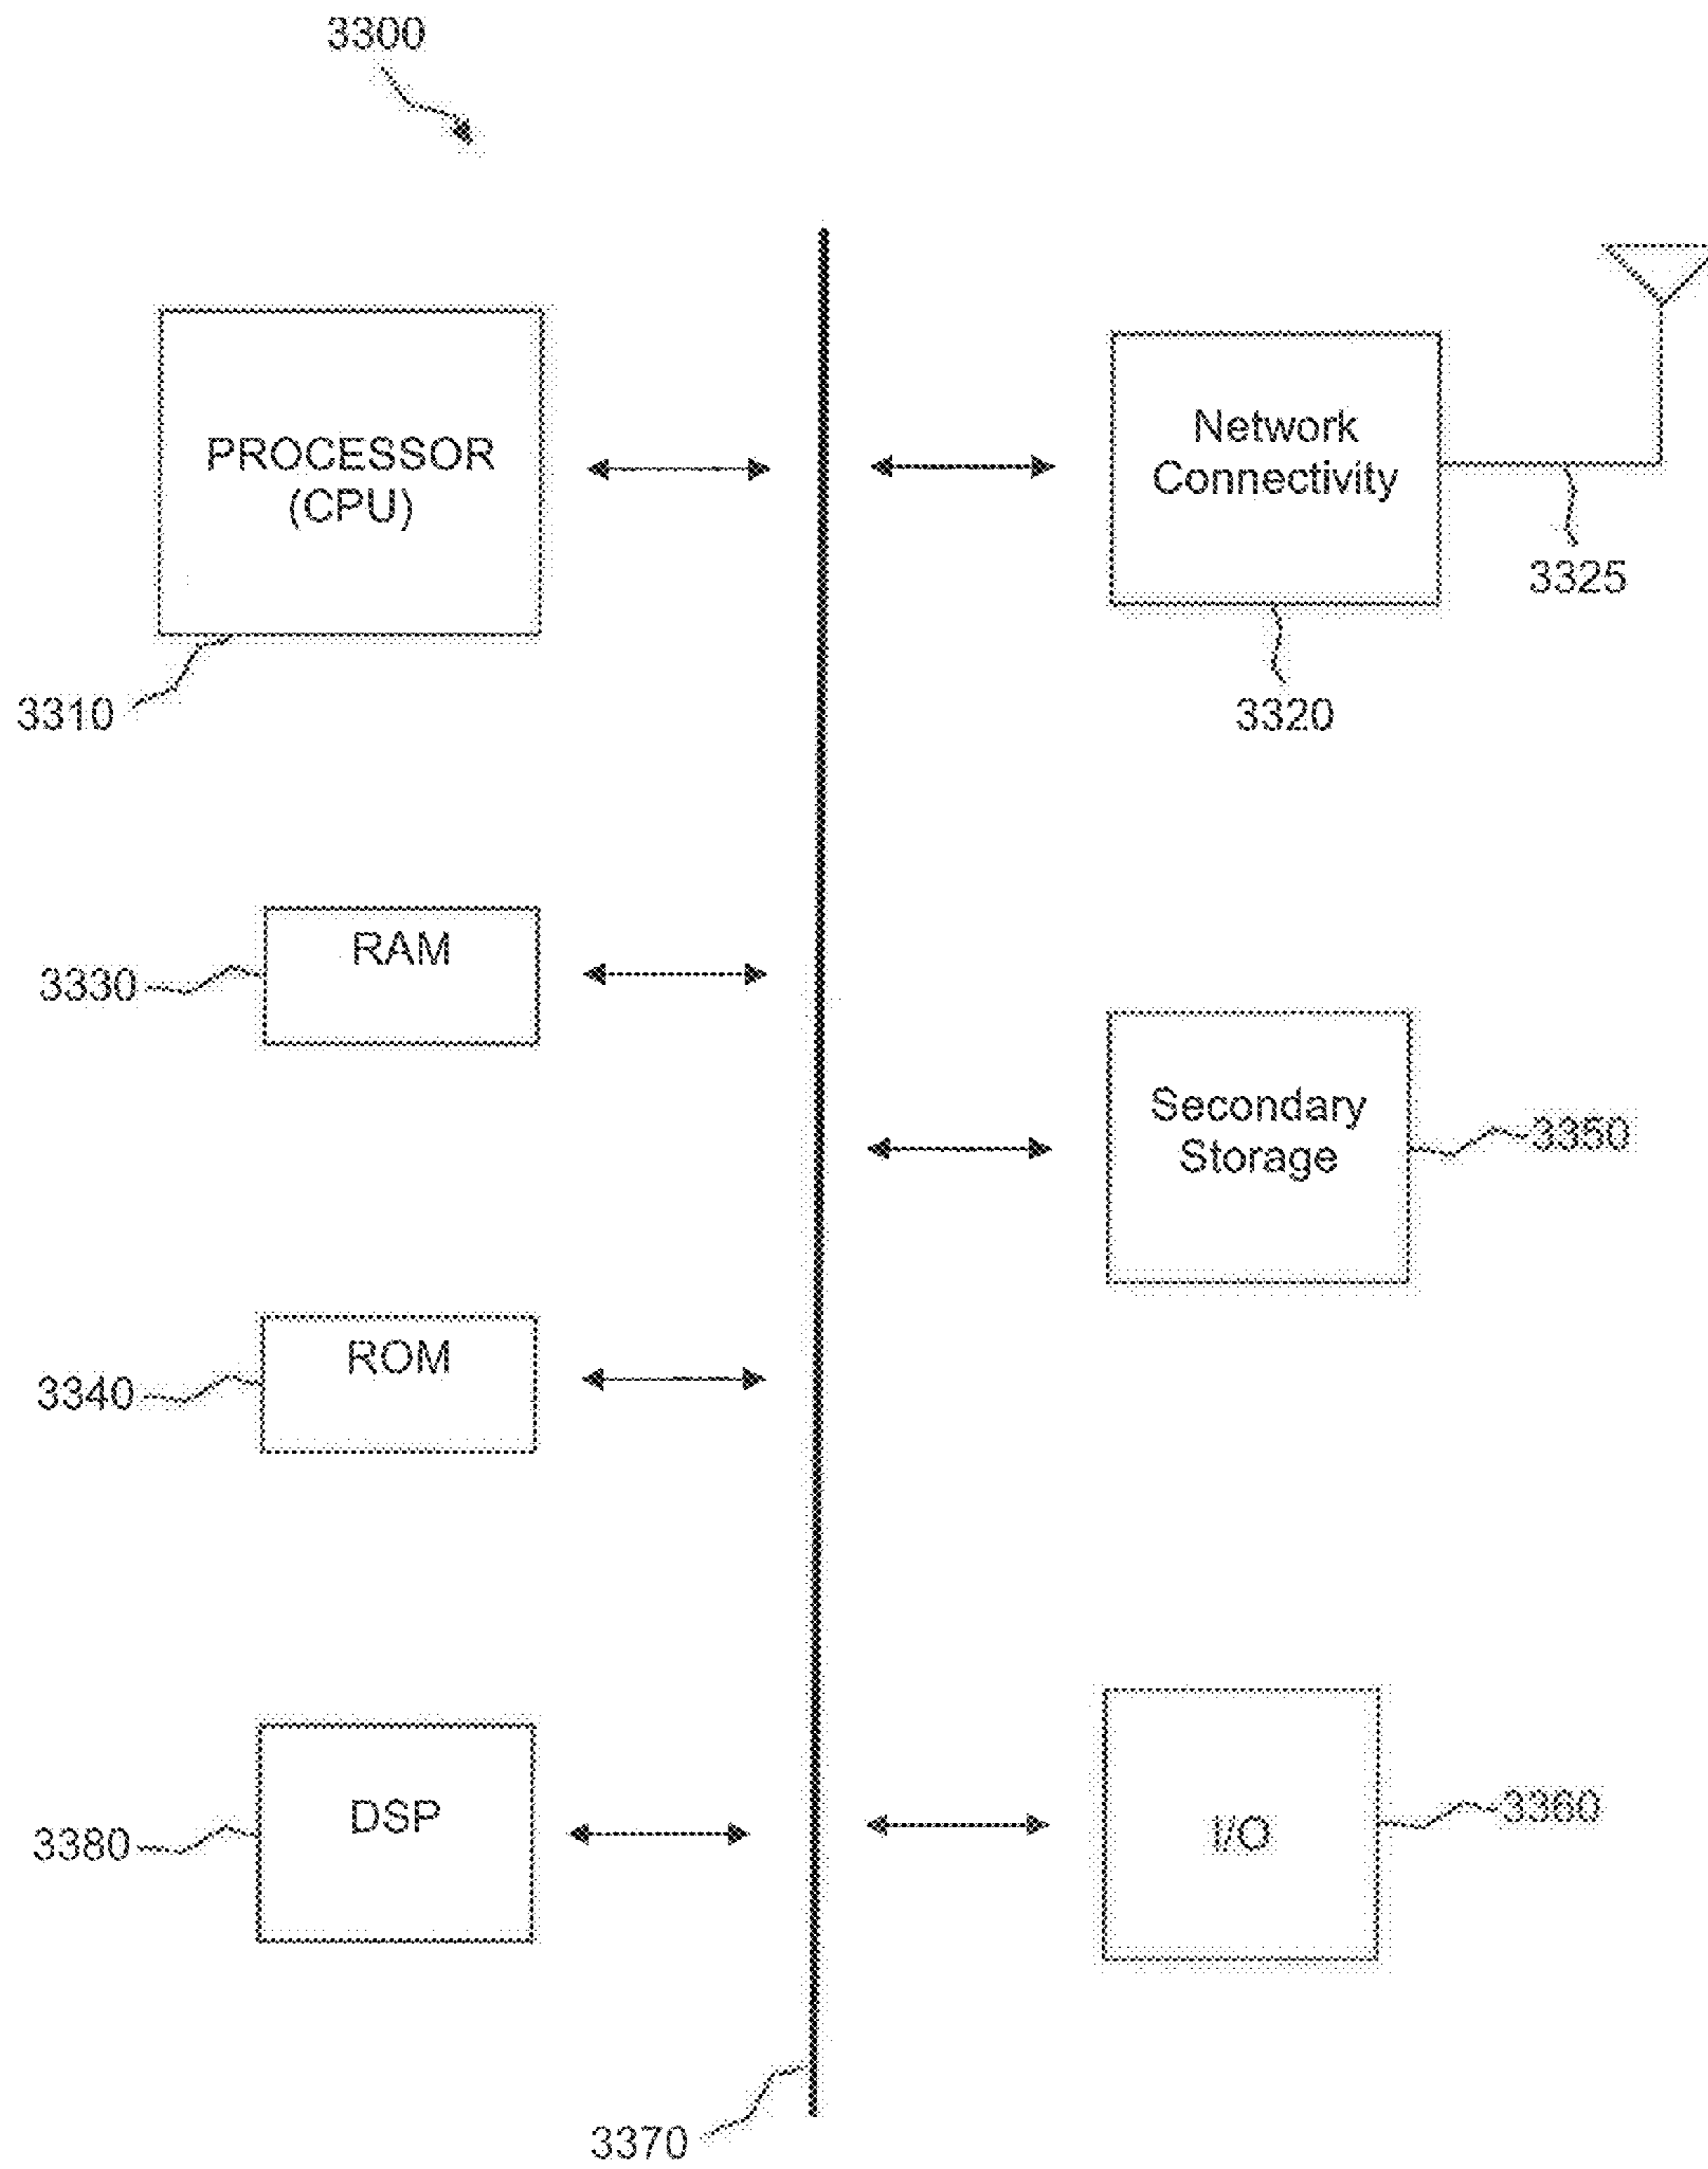 3300
PROCESSOR
(CPU)
3310
Network
Connectivity
3325
3320
RAM
3330
Secondary
Storage
3350
ROM
3340
DSP
3380
I/O
3360
3370